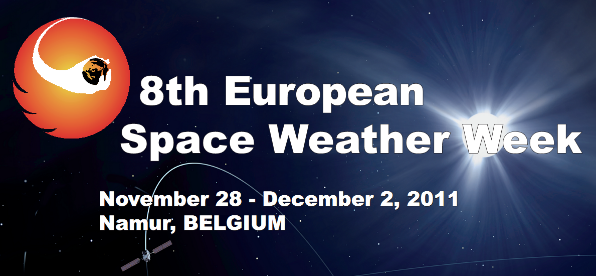 8th European
Space Weather Week
November 28 - December 2, 2011
Namur, BELGIUM